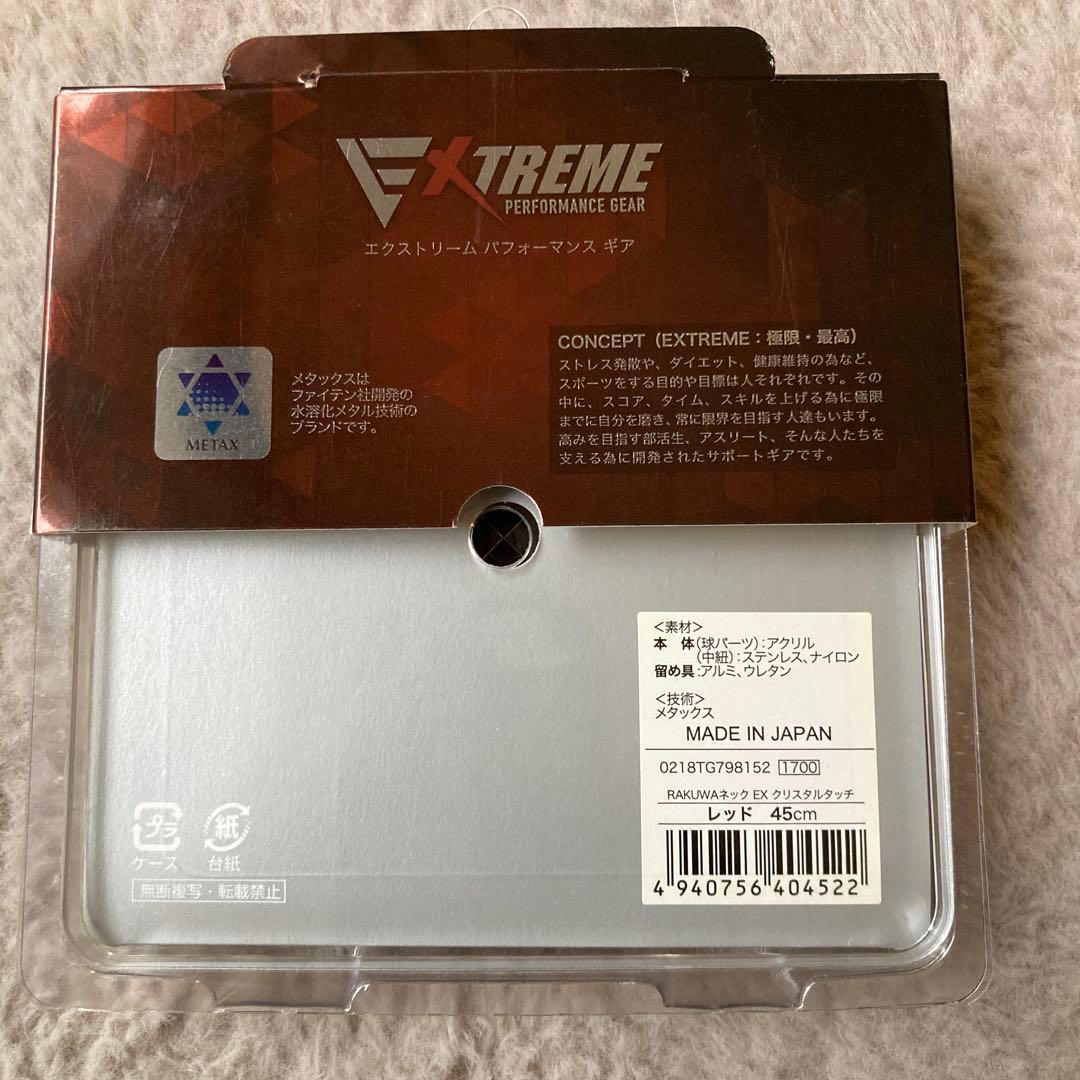 EXTREME
PERFORMANCE GEAR
エクストリーム パフォーマンス ギア
METAX
メタックスは
ファイテン社開発の
水溶化メタル技術の
ブランドです。
CONCEPT（EXTREME：極限・最高）
ストレス発散や、ダイエット、健康維持の為など、
スポーツをする目的や目標は人それぞれです。その
中に、スコア、タイム、スキルを上げる為に極限
までに自分を磨き、常に限界を目指す人達もいます。
高みを目指す部活生、アスリート、そんな人たちを
支える為に開発されたサポートギアです。
＜素材＞
本　体（球パーツ）：アクリル
（中紐）：ステンレス、ナイロン
留め具：アルミ、ウレタン
＜技術＞
メタックス
MADE IN JAPAN
0218TG798152 1700
RAKUWAネック EX クリスタルタッチ
レッド　45cm
4 940756 404522
プラ
ケース
紙
台紙
無断複写・転載禁止